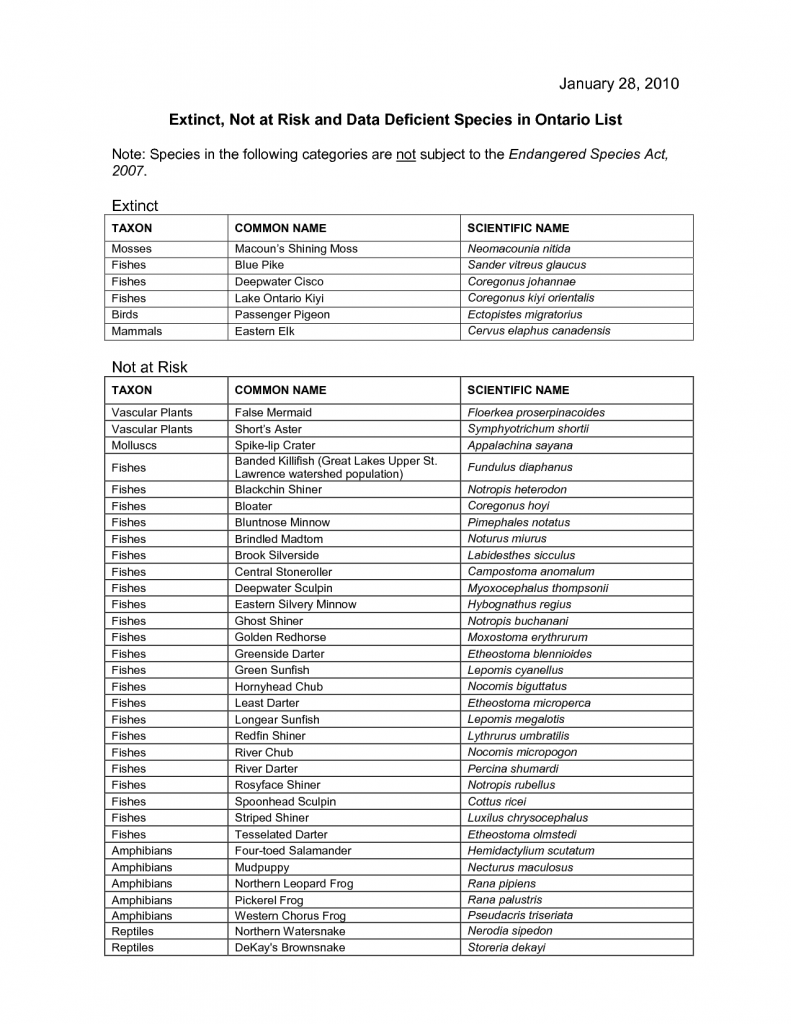 January 28, 2010
Extinct, Not at Risk and Data Deficient Species in Ontario List
Note: Species in the following categories are not subject to the Endangered Species Act,
2007.
Extinct
TAXON COMMON NAME SCIENTIFIC NAME
Mosses Macoun's Shining Moss Neomacounia nitida
Fishes Blue Pike Sander vitreus glaucus
Fishes Deepwater Cisco Coregonus johannae
Fishes Lake Ontario Kiyi Coregonus kiyi orientalis
Birds Passenger Pigeon Ectopistes migratorius
Mammals Eastern Elk Cervus elaphus canadensis
Not at Risk
TAXON COMMON NAME SCIENTIFIC NAME
Vascular Plants False Mermaid Floerkea proserpinacoides
Vascular Plants Short's Aster Symphyotrichum shortii
Molluscs Spike-lip Crater Appalachina sayana
Fishes Banded Killifish (Great Lakes Upper St.
Lawrence watershed population) Fundulus diaphanus
Fishes Blackchin Shiner Notropis heterodon
Fishes Bloater Coregonus hoyi
Fishes Bluntnose Minnow Pimephales notatus
Fishes Brindled Madtom Noturus miurus
Fishes Brook Silverside Labidesthes sicculus
Fishes Central Stoneroller Campostoma anomalum
Fishes Deepwater Sculpin Myoxocephalus thompsonii
Fishes Eastern Silvery Minnow Hybognathus regius
Fishes Ghost Shiner Notropis buchanani
Fishes Golden Redhorse Moxostoma erythrurum
Fishes Greenside Darter Etheostoma blennioides
Fishes Green Sunfish Lepomis cyanellus
Fishes Hornyhead Chub Nocomis biguttatus
Fishes Least Darter Etheostoma microperca
Fishes Longear Sunfish Lepomis megalotis
Fishes Redfin Shiner Lythrurus umbratilis
Fishes River Chub Nocomis micropogon
Fishes River Darter Percina shumardi
Fishes Rosyface Shiner Notropis rubellus
Fishes Spoonhead Sculpin Cottus ricei
Fishes Striped Shiner Luxilus chrysocephalus
Fishes Tesselated Darter Etheostoma olmstedi
Amphibians Four-toed Salamander Hemidactylium scutatum
Amphibians Mudpuppy Necturus maculosus
Amphibians Northern Leopard Frog Rana pipiens
Amphibians Pickerel Frog Rana palustris
Amphibians Western Chorus Frog Pseudacris triseriata
Reptiles Northern Watersnake Nerodia sipedon
Reptiles DeKay's Brownsnake Storeria dekayi